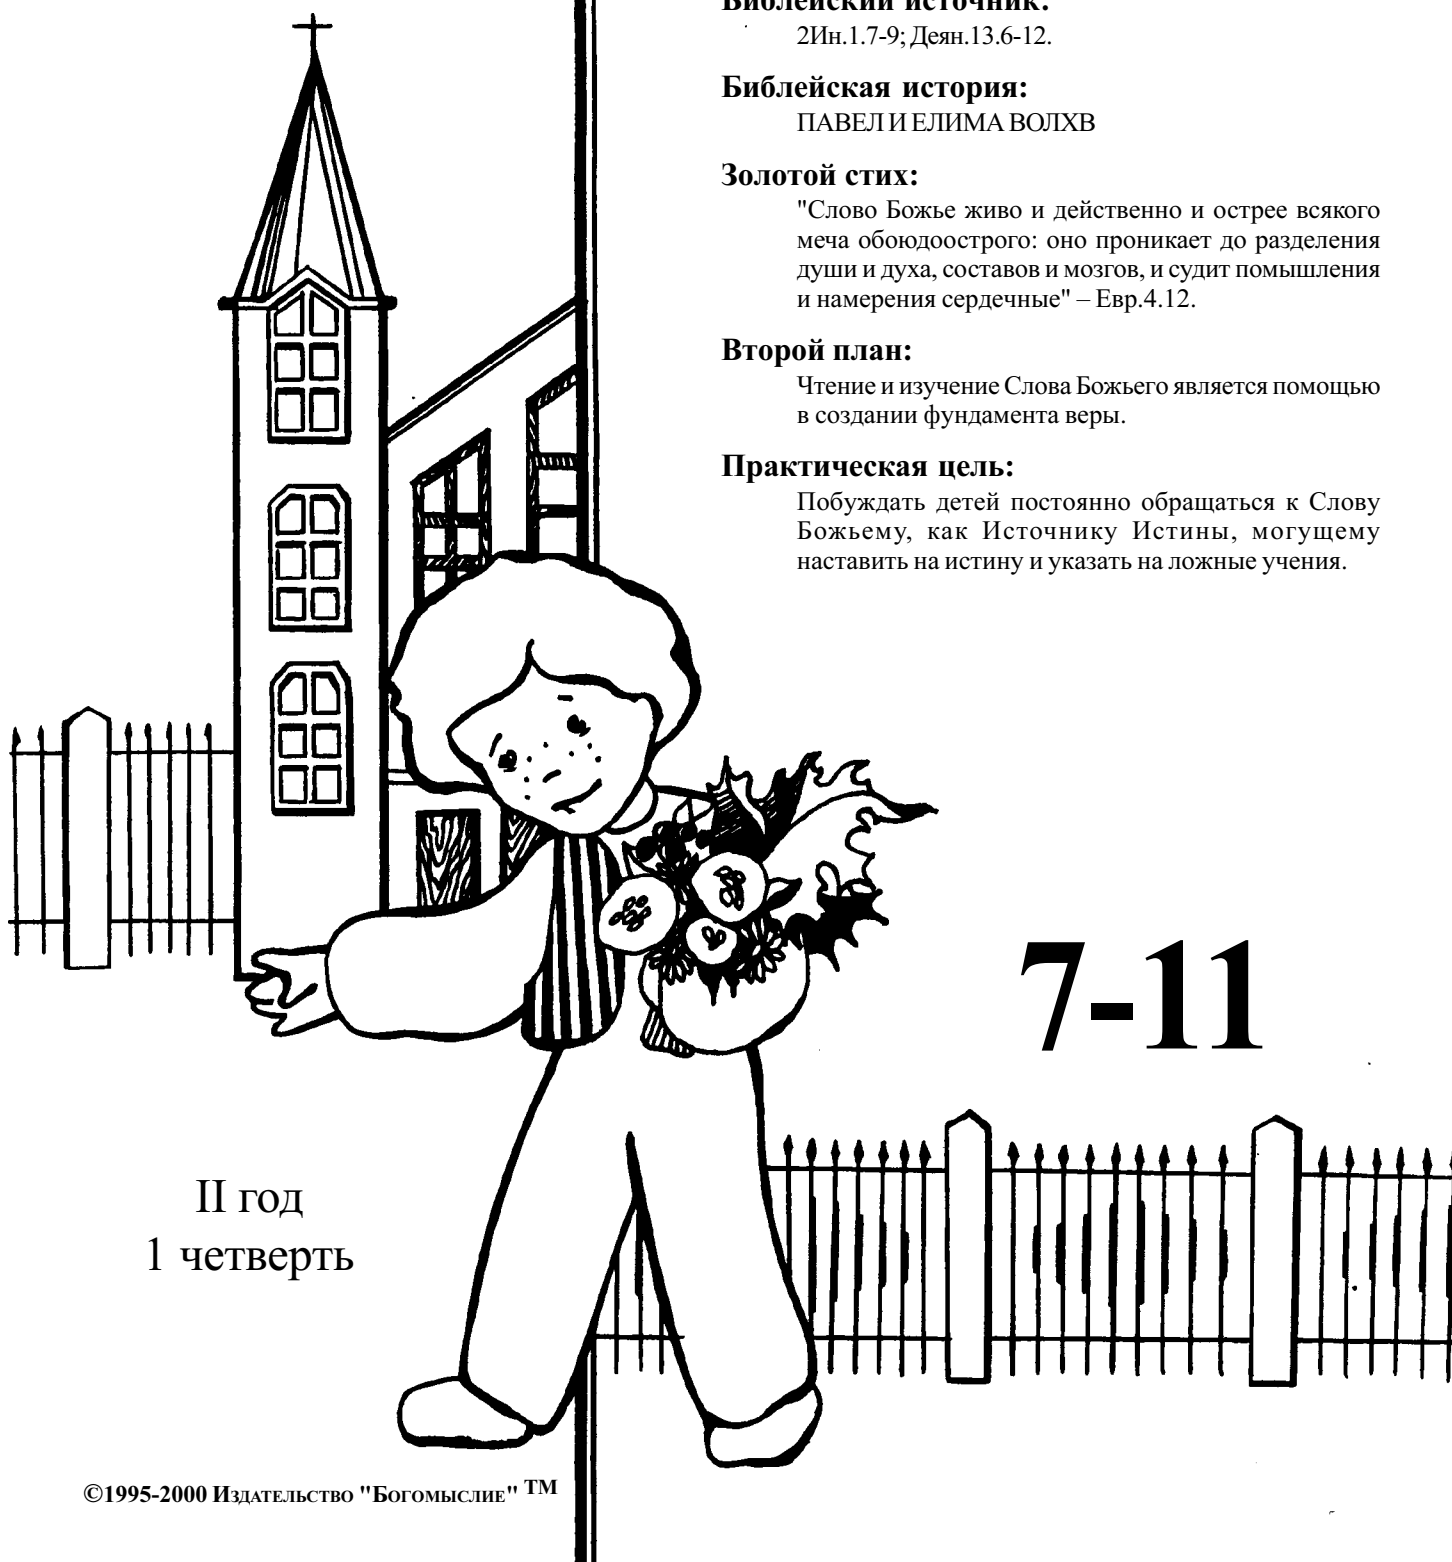 Библейский источник:
2Ин.1.7-9; Деян.13.6-12.
Библейская история:
ПАВЕЛ И ЕЛИМА ВОЛХВ
Золотой стих:
"Слово Божье живо и действенно и острее всякого
меча обоюдоострого: оно проникает до разделения
души и духа, составов и мозгов, и судит помышления
и намерения сердечные" – Евр.4.12.
Второй план:
Чтение и изучение Слова Божьего является помощью
в создании фундамента веры.
Практическая цель:
Побуждать детей постоянно обращаться к Слову
Божьему, как Источнику Истины, могущему
наставить на истину и указать на ложные учения.
7-11
II год
1 четверть
©1995-2000 Издательство "Богомыслие" TM